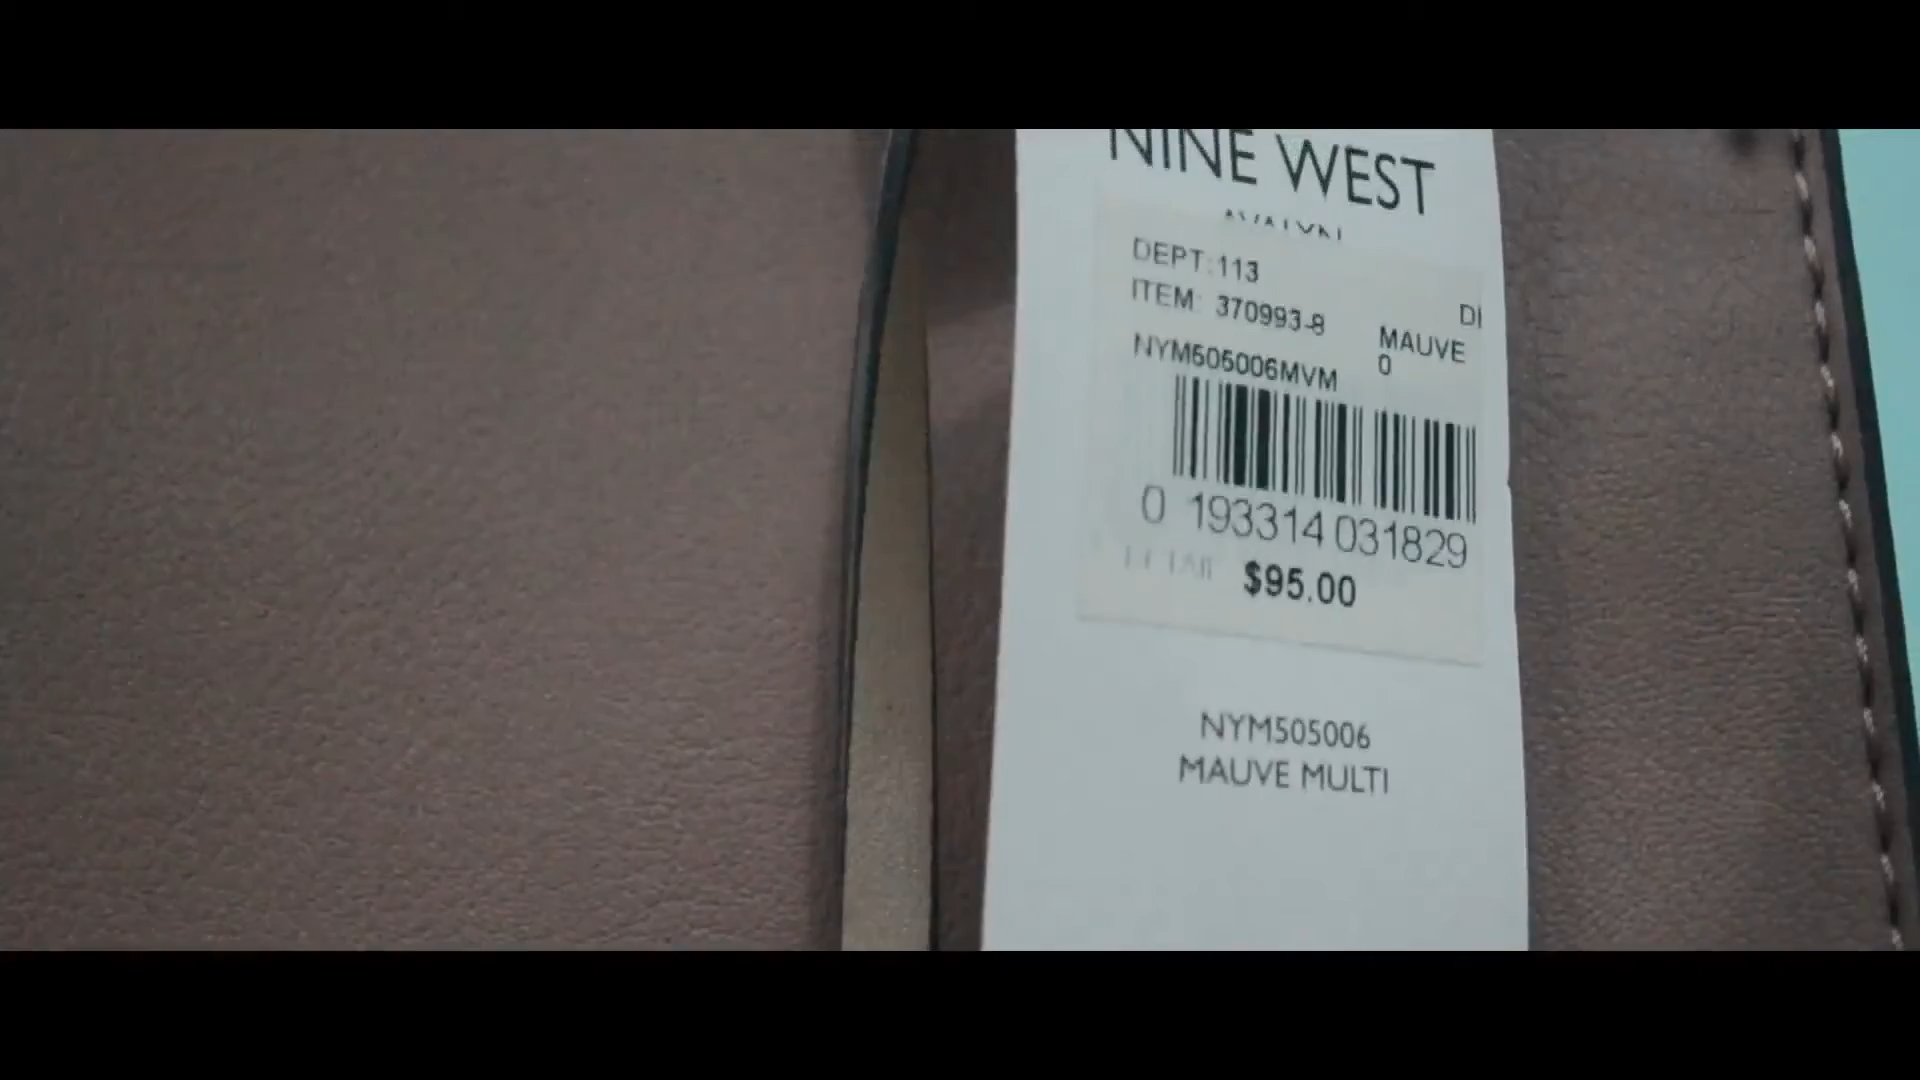 NINE WEST
DEPT:113
DI
ITEM: 370993-8
MAUVE
NYM505006MVM
0
0 193314 031829
$95.00
NYM505006
MAUVE MULTI